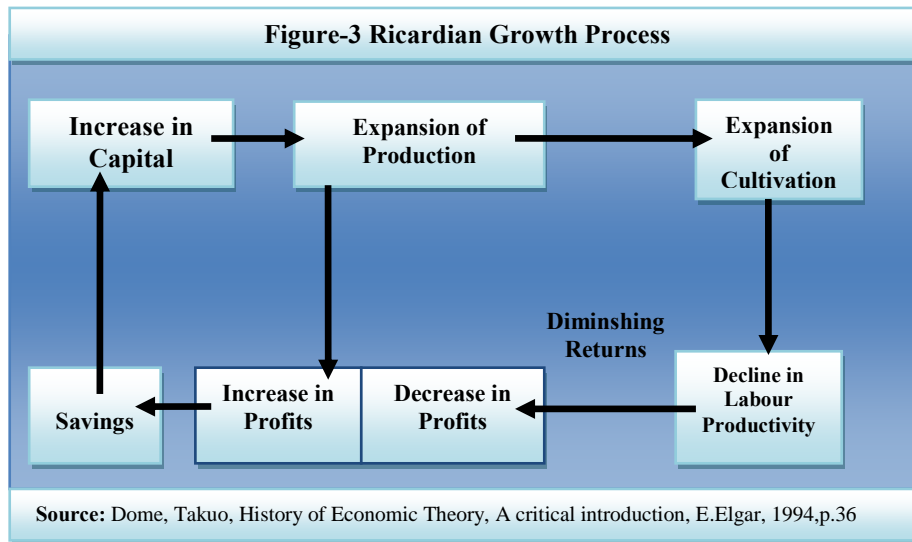 Figure-3 Ricardian Growth Process
Increase in
Capital
Expansion of
Production
Expansion
of
Cultivation
Diminshing
Returns
Savings
Increase in
Profits
Decrease in
Profits
Decline in
Labour
Productivity
Source: Dome, Takuo, History of Economic Theory, A critical introduction, E.Elgar, 1994,p.36